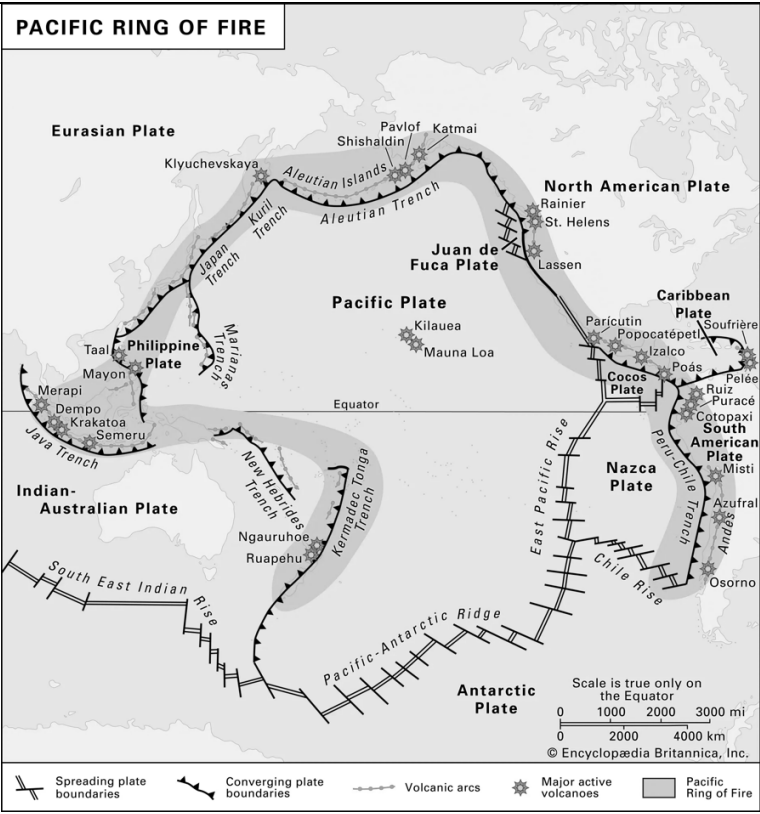 PACIFIC RING OF FIRE
Eurasian Plate
Pavlof
Katmai
Shishaldin
Klyuchevskaya
Aleutian Islands
Aleutian Trench
Kuril
Trench
Japan
Trench
North American Plate
Rainier
St. Helens
Juan de
Fuca Plate
Lassen
Pacific Plate
Kilauea
Mauna Loa
Caribbean
Plate
Soufrière
Parícutin
Popocatépetl
Izalco
Poás
Pelée
Cocos
Plate
Ruiz
Puracé
Cotopaxi
South
American
Plate
Marianas
Trench
Taal
Philippine
Plate
Mayon
Merapi
Dempo
Krakatoa
Semeru
Java Trench
Equator
Indian-
Australian Plate
New Hebrides
Trench
Kermadec Tonga
Trench
Ngauruhoe
Ruapehu
East Pacific Rise
Nazca
Plate
Peru-Chile Trench
Misti
Azufral
Andes
Osorno
Chile Rise
South East Indian Rise
Pacific-Antarctic Ridge
Antarctic
Plate
Scale is true only on
the Equator
0 1000 2000 3000 mi
0 2000 4000 km
© Encyclopædia Britannica, Inc.
Spreading plate
boundaries
Converging plate
boundaries
Volcanic arcs
Major active
volcanoes
Pacific
Ring of Fire